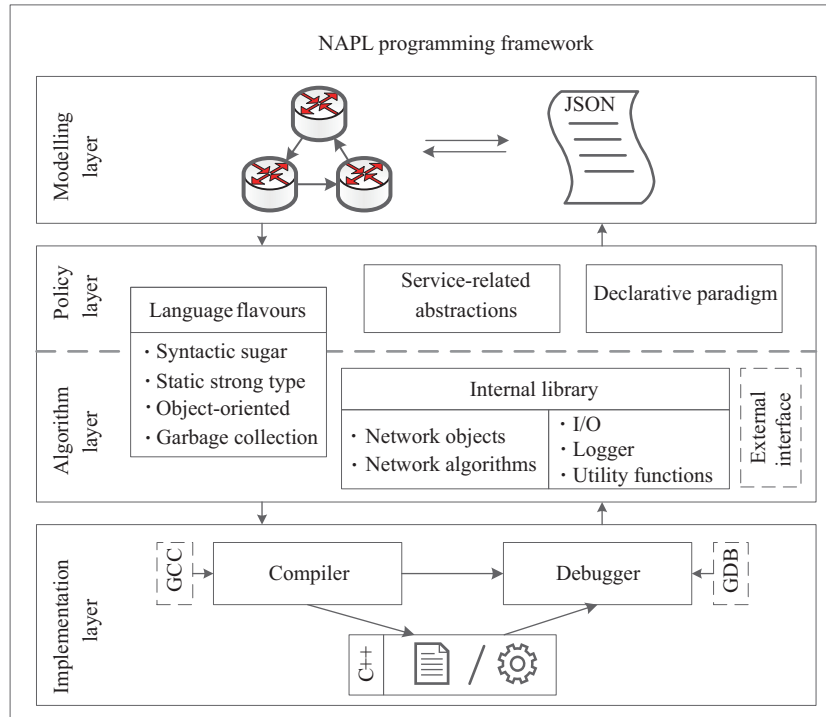 NAPL programming framework
Modelling
layer
JSON
Policy
layer
Language flavours
· Syntactic sugar
· Static strong type
· Object-oriented
· Garbage collection
Service-related
abstractions
Declarative paradigm
Algorithm
layer
Internal library
· Network objects
· Network algorithms
· I/O
· Logger
· Utility functions
External
interface
Implementation
layer
GCC
Compiler
Debugger
GDB
C++
/